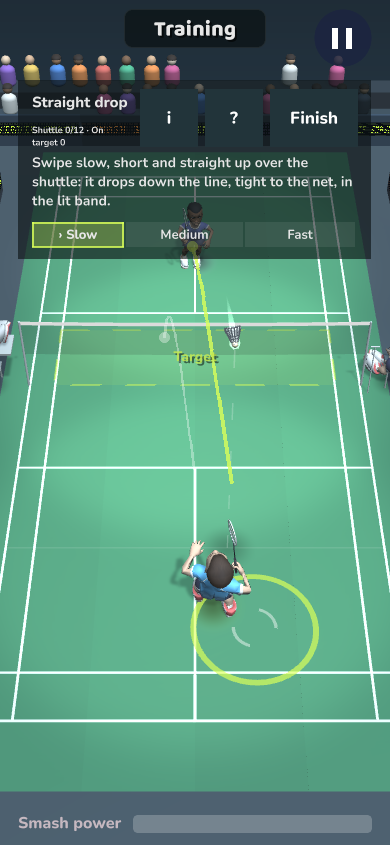 Training
Straight drop
Shuttle 0/12 · On
target 0
i
?
Finish
Swipe slow, short and straight up over the
shuttle: it drops down the line, tight to the net, in
the lit band.
› Slow
Medium
Fast
Target
Smash power